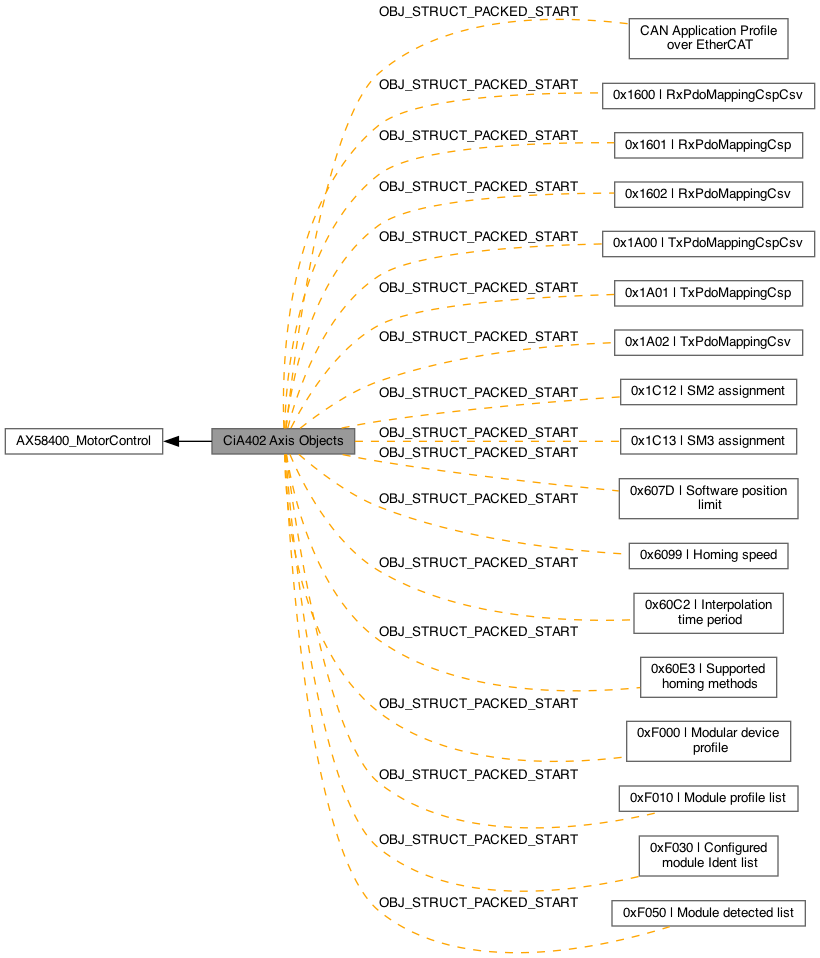 OBJ_STRUCT_PACKED_START
CAN Application Profile
over EtherCAT
OBJ_STRUCT_PACKED_START
0x1600 | RxPdoMappingCspCsv
OBJ_STRUCT_PACKED_START
0x1601 | RxPdoMappingCsp
OBJ_STRUCT_PACKED_START
0x1602 | RxPdoMappingCsv
OBJ_STRUCT_PACKED_START
0x1A00 | TxPdoMappingCspCsv
OBJ_STRUCT_PACKED_START
0x1A01 | TxPdoMappingCsp
OBJ_STRUCT_PACKED_START
0x1A02 | TxPdoMappingCsv
OBJ_STRUCT_PACKED_START
0x1C12 | SM2 assignment
AX58400_MotorControl
CiA402 Axis Objects
OBJ_STRUCT_PACKED_START
0x1C13 | SM3 assignment
OBJ_STRUCT_PACKED_START
0x607D | Software position
limit
OBJ_STRUCT_PACKED_START
0x6099 | Homing speed
OBJ_STRUCT_PACKED_START
0x60C2 | Interpolation
time period
OBJ_STRUCT_PACKED_START
0x60E3 | Supported
homing methods
OBJ_STRUCT_PACKED_START
0xF000 | Modular device
profile
OBJ_STRUCT_PACKED_START
0xF010 | Module profile list
OBJ_STRUCT_PACKED_START
0xF030 | Configured
module Ident list
OBJ_STRUCT_PACKED_START
0xF050 | Module detected list